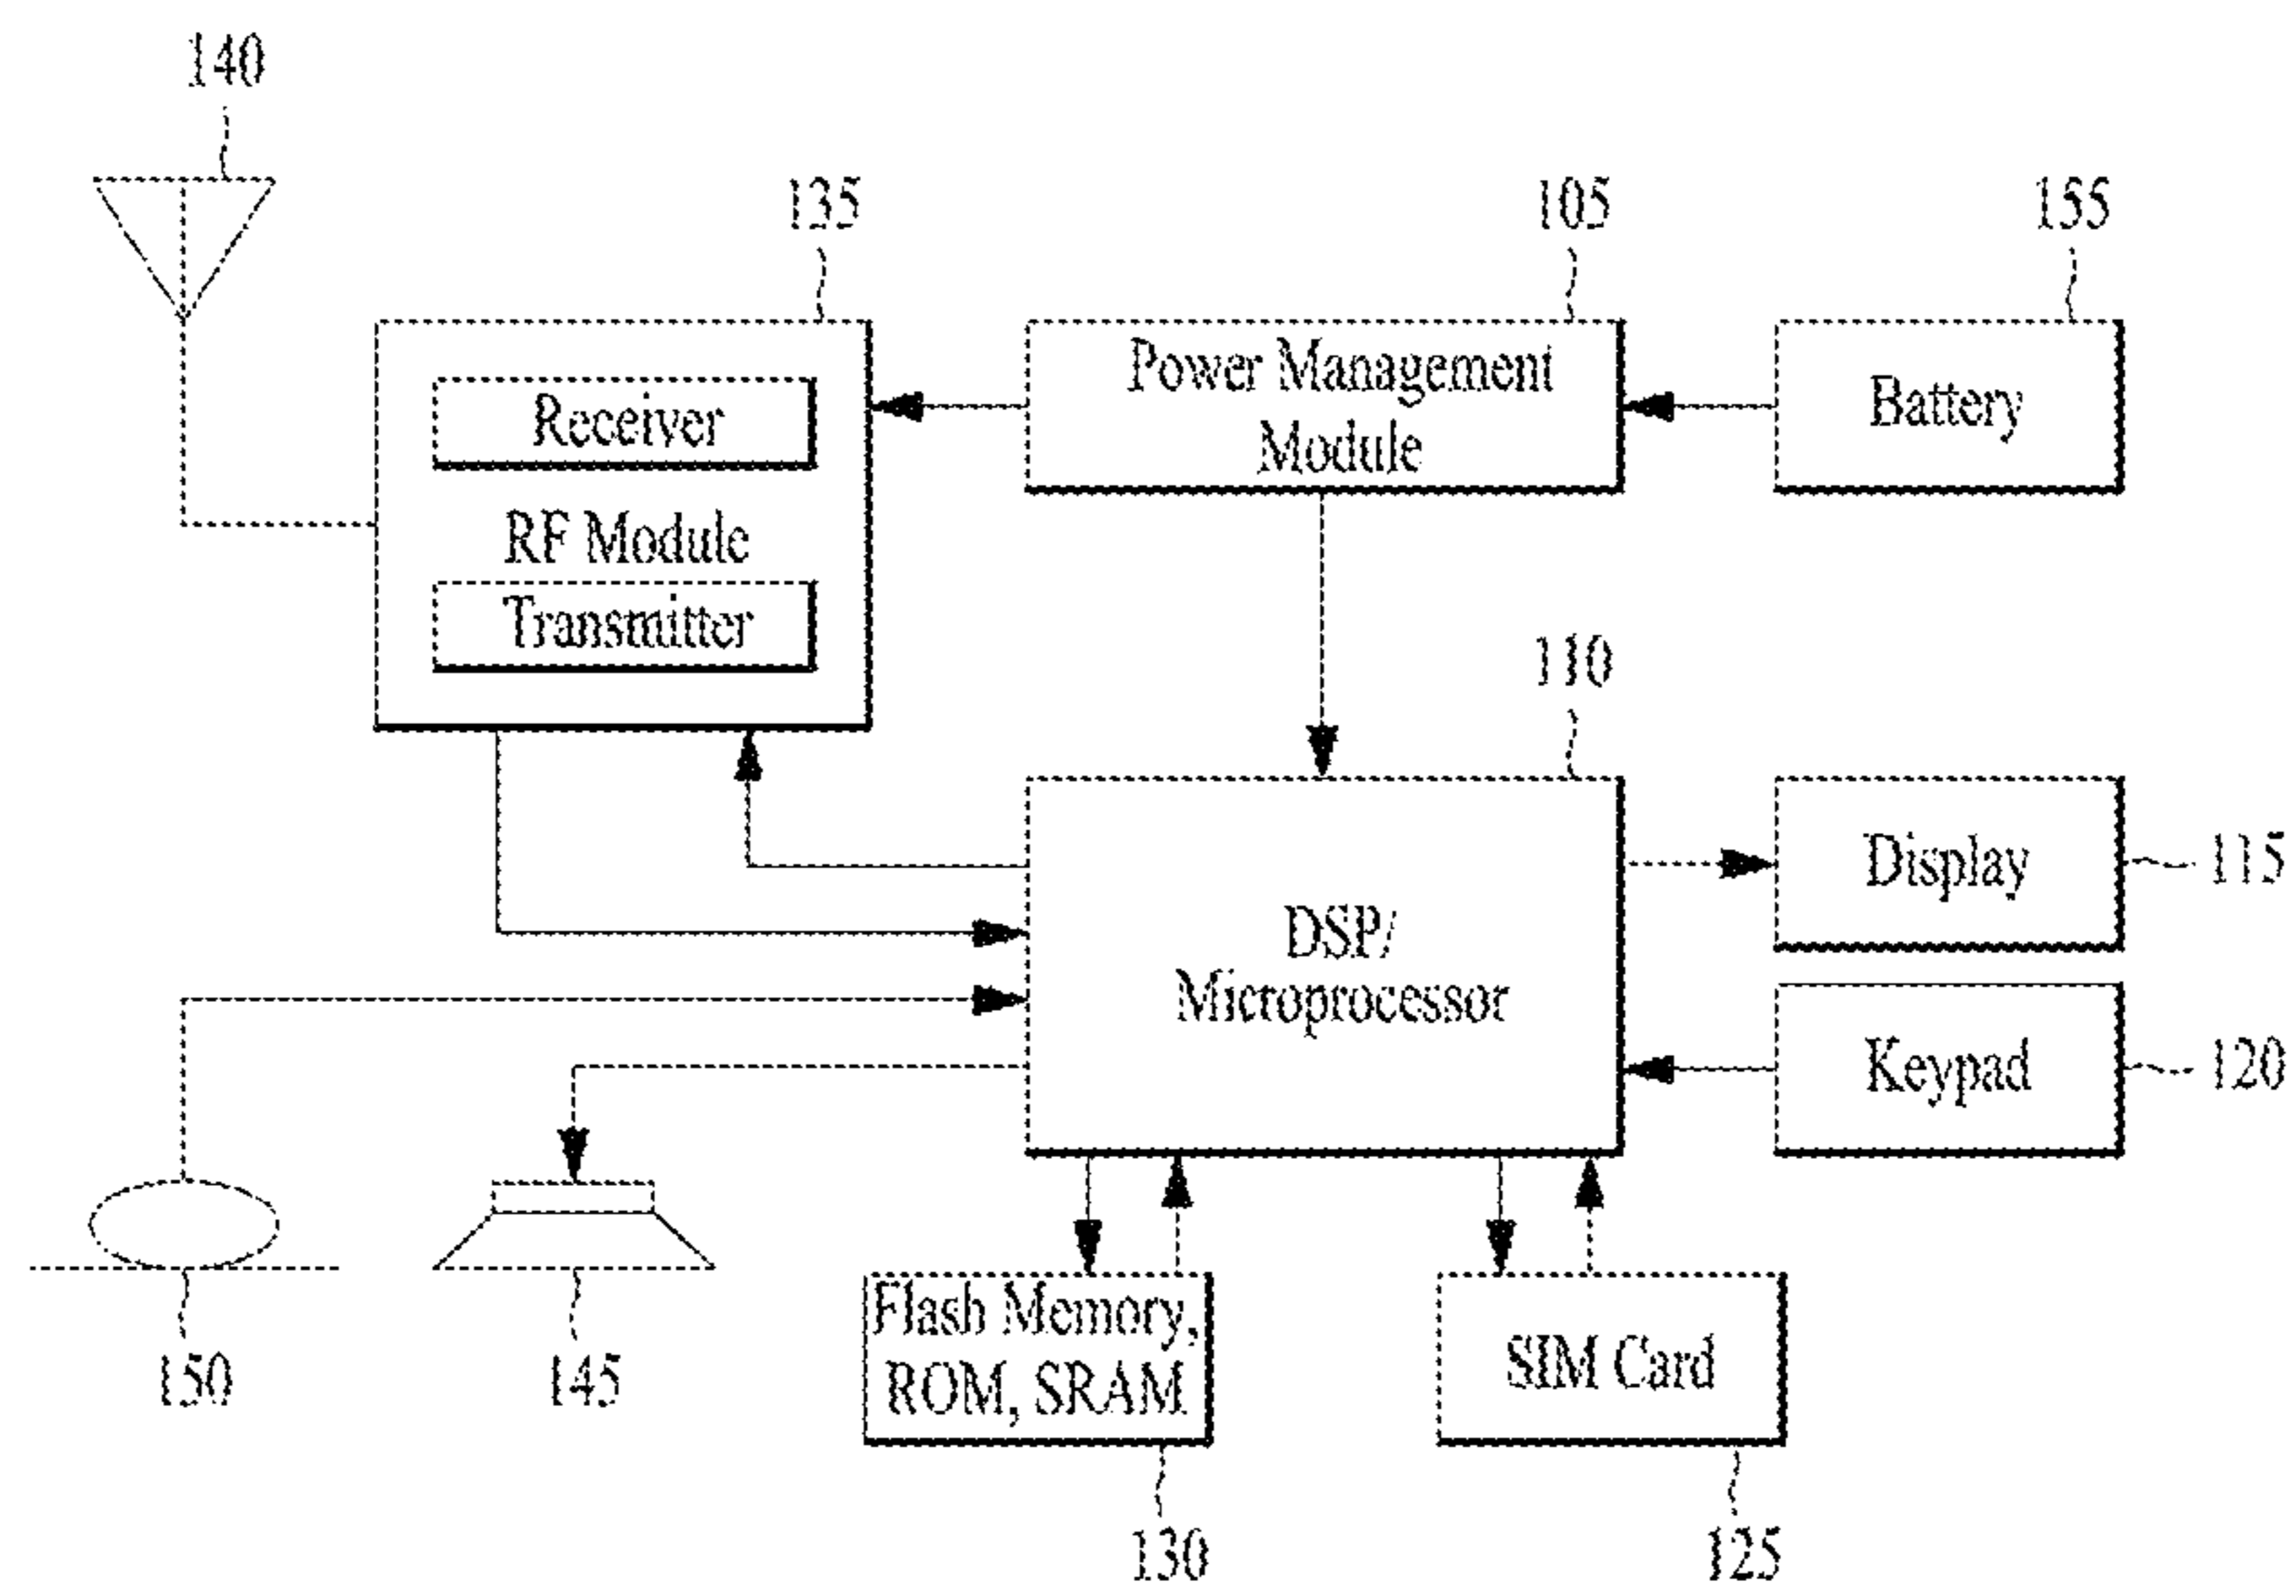 140
135
105
155
Receiver
RF Module
Transmitter
Power Management
Module
Battery
110
DSP/
Microprocessor
Display
115
Keypad
120
150
145
Flash Memory,
ROM, SRAM
SIM Card
130
125